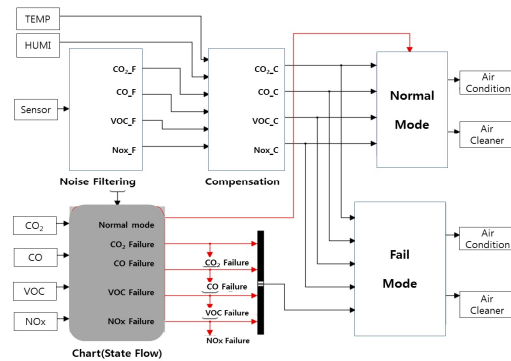 TEMP
HUMI
Sensor
CO₂_F
CO_F
VOC_F
Nox_F
Noise Filtering
CO₂_C
CO_C
VOC_C
Nox_C
Compensation
Normal
Mode
Air
Condition
Air
Cleaner
CO₂
CO
VOC
NOx
Normal mode
CO₂ Failure
CO Failure
VOC Failure
NOx Failure
Chart(State Flow)
CO₂ Failure
CO Failure
VOC Failure
NOx Failure
Fail
Mode
Air
Condition
Air
Cleaner